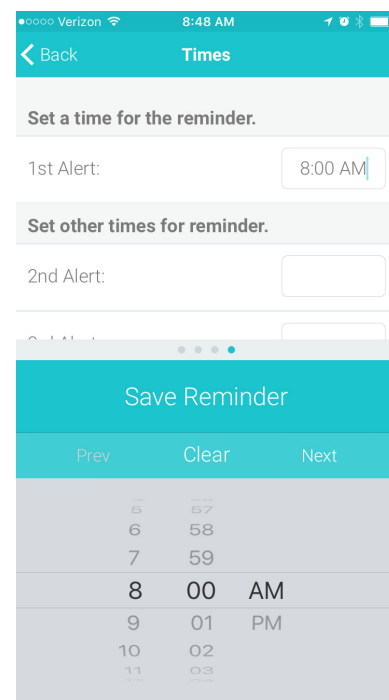 Verizon 8:48 AM
Back Times
Set a time for the reminder.
1st Alert: 8:00 AM
Set other times for reminder.
2nd Alert:
Save Reminder
Prev Clear Next
5 57
6 58
7 59
8 00 AM
9 01 PM
10 02
11 03